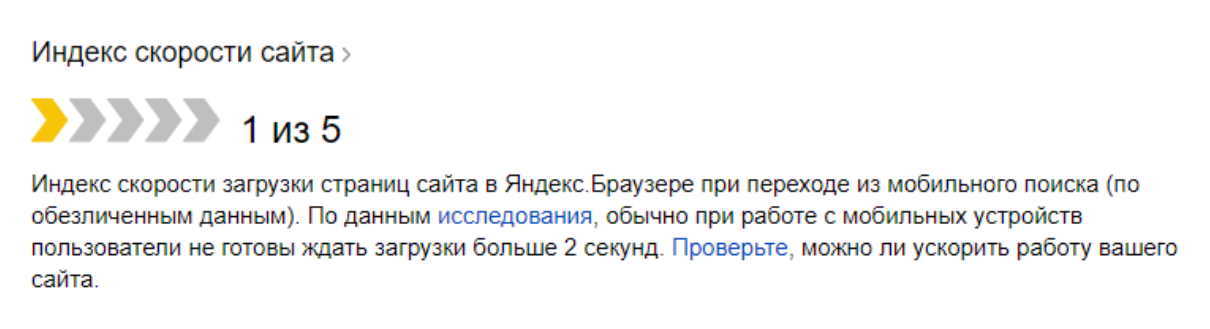 Индекс скорости сайта ›
1 из 5
Индекс скорости загрузки страниц сайта в Яндекс.Браузере при переходе из мобильного поиска (по
обезличенным данным). По данным исследования, обычно при работе с мобильных устройств
пользователи не готовы ждать загрузки больше 2 секунд. Проверьте, можно ли ускорить работу вашего
сайта.